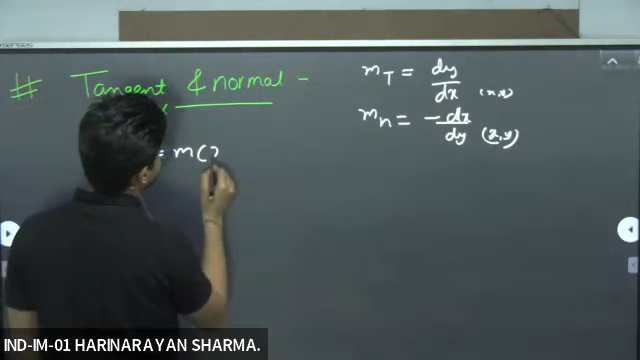 # Tangent & normal -
m_T = dy/dx (x,y)
m_n = - dx/dy (x,y)
= m(
IND-IM-01 HARINARAYAN SHARMA.